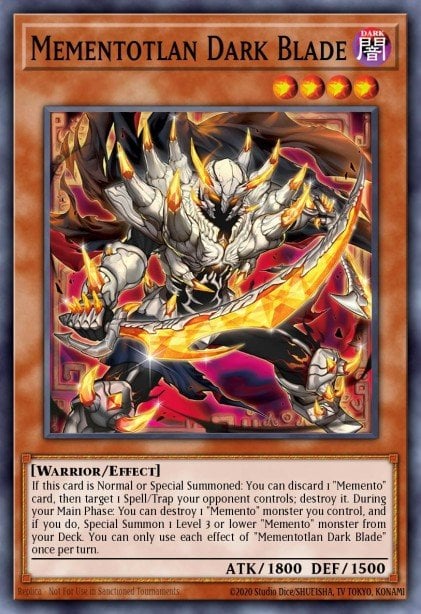 Mementotlan Dark Blade
DARK
闇
[Warrior/Effect]
If this card is Normal or Special Summoned: You can discard 1 "Memento"
card, then target 1 Spell/Trap your opponent controls; destroy it. During
your Main Phase: You can destroy 1 "Memento" monster you control, and
if you do, Special Summon 1 Level 3 or lower "Memento" monster from
your Deck. You can only use each effect of "Mementotlan Dark Blade"
once per turn.
ATK/1800 DEF/1500
Replica - Not For Use in Sanctioned Tournaments
©2020 Studio Dice/SHUEISHA, TV TOKYO, KONAMI